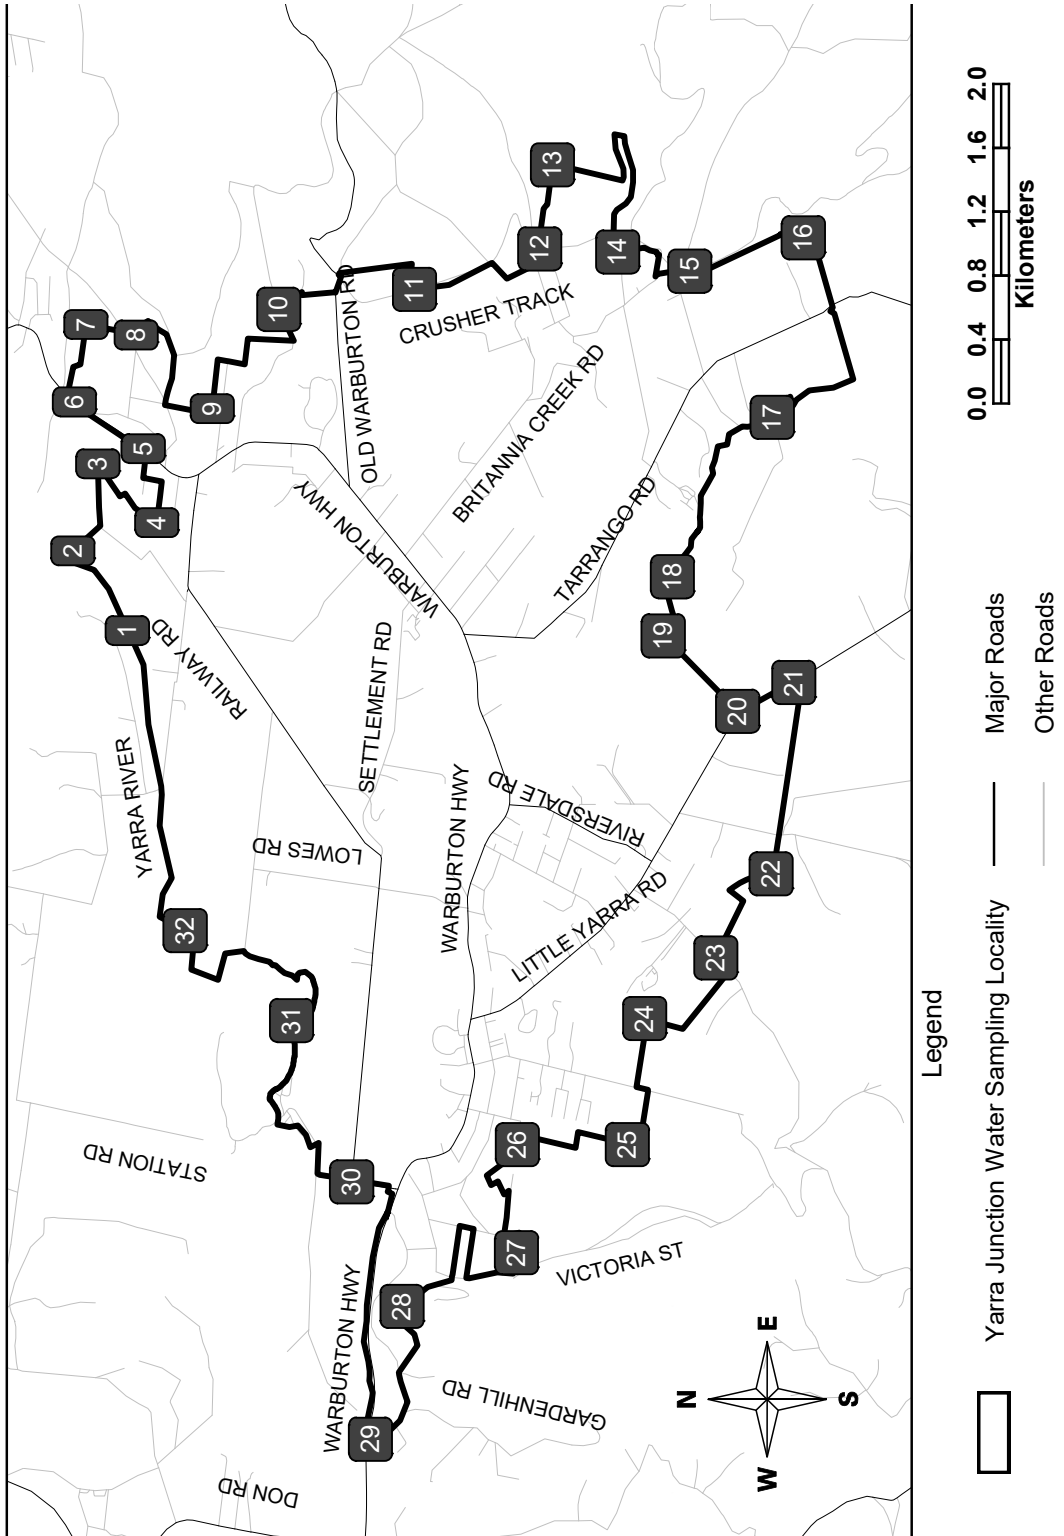 1
2
3
4
5
6
7
8
9
10
11
12
13
14
15
16
17
18
19
20
21
22
23
24
25
26
27
28
29
30
31
32
YARRA RIVER
RAILWAY RD
LOWES RD
STATION RD
SETTLEMENT RD
WARBURTON HWY
OLD WARBURTON RD
CRUSHER TRACK
BRITANNIA CREEK RD
TARRANGO RD
WARBURTON HWY
RIVERSDALE RD
LITTLE YARRA RD
VICTORIA ST
WARBURTON HWY
GARDENHILL RD
DON RD
N
E
S
W
Legend
Yarra Junction Water Sampling Locality
Major Roads
Other Roads
0.0 0.4 0.8 1.2 1.6 2.0
Kilometers